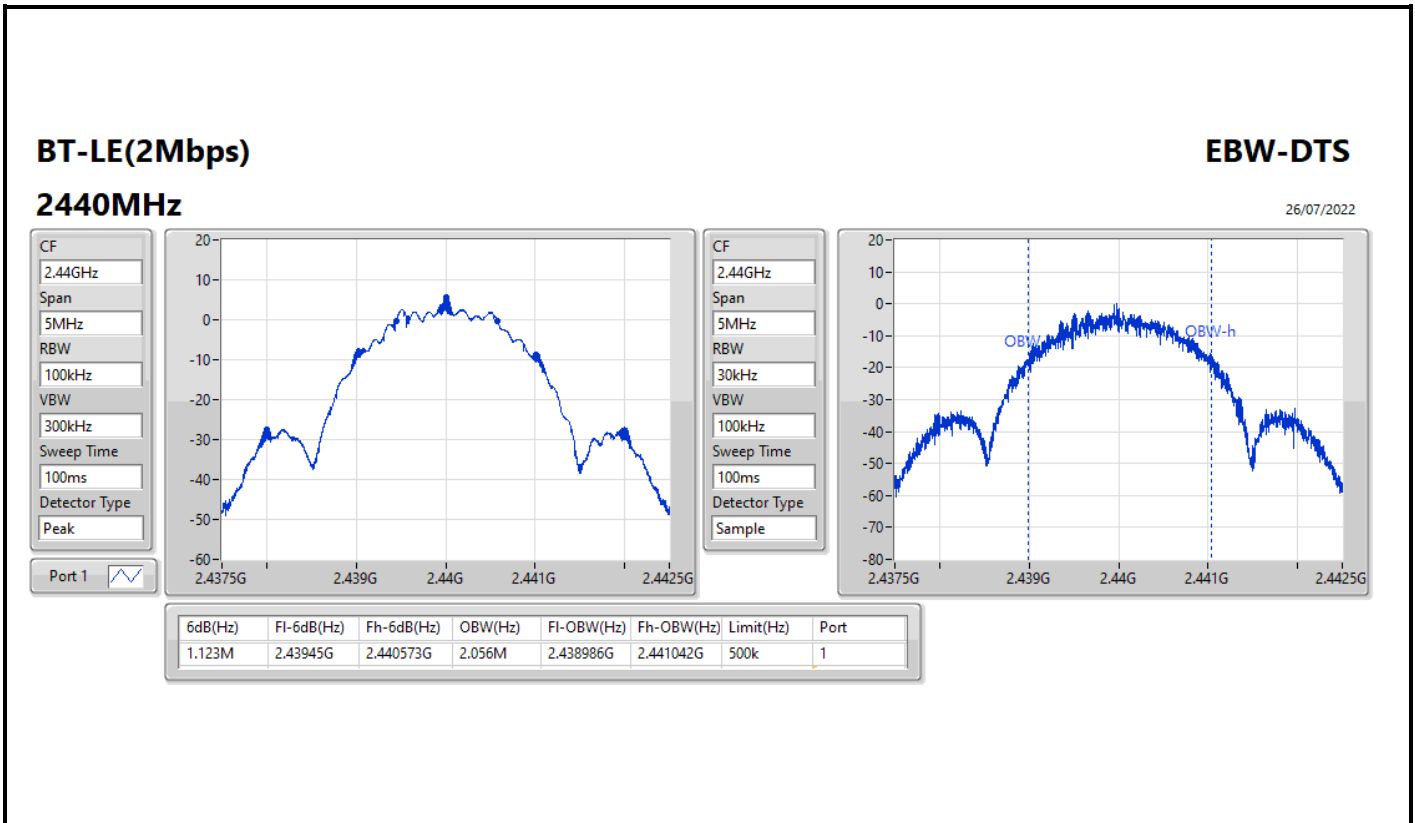 BT-LE(2Mbps)
EBW-DTS
2440MHz
26/07/2022
CF
2.44GHz
Span
5MHz
RBW
100kHz
VBW
300kHz
Sweep Time
100ms
Detector Type
Peak
Port 1
20
10
0
-10
-20
-30
-40
-50
-60
2.4375G 2.439G 2.44G 2.441G 2.4425G
CF
2.44GHz
Span
5MHz
RBW
30kHz
VBW
100kHz
Sweep Time
100ms
Detector Type
Sample
20
10
0
-10
-20
-30
-40
-50
-60
-70
-80
OBW
OBW-h
2.4375G 2.439G 2.44G 2.441G 2.4425G
6dB(Hz) Fl-6dB(Hz) Fh-6dB(Hz) OBW(Hz) Fl-OBW(Hz) Fh-OBW(Hz) Limit(Hz) Port
1.123M 2.43945G 2.440573G 2.056M 2.438986G 2.441042G 500k 1